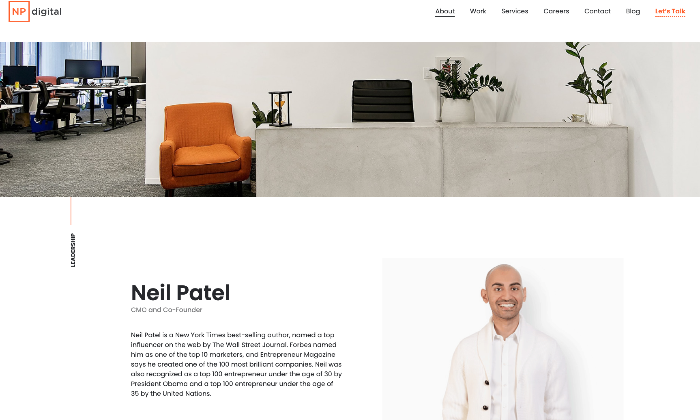 NP digital
About Work Services Careers Contact Blog Let's Talk
LEADERSHIP
Neil Patel
CMO and Co-Founder
Neil Patel is a New York Times best-selling author, named a top
influencer on the web by The Wall Street Journal. Forbes named
him as one of the top 10 marketers, and Entrepreneur Magazine
says he created one of the 100 most brilliant companies. Neil was
also recognized as a top 100 entrepreneur under the age of 30 by
President Obama and a top 100 entrepreneur under the age of
35 by the United Nations.